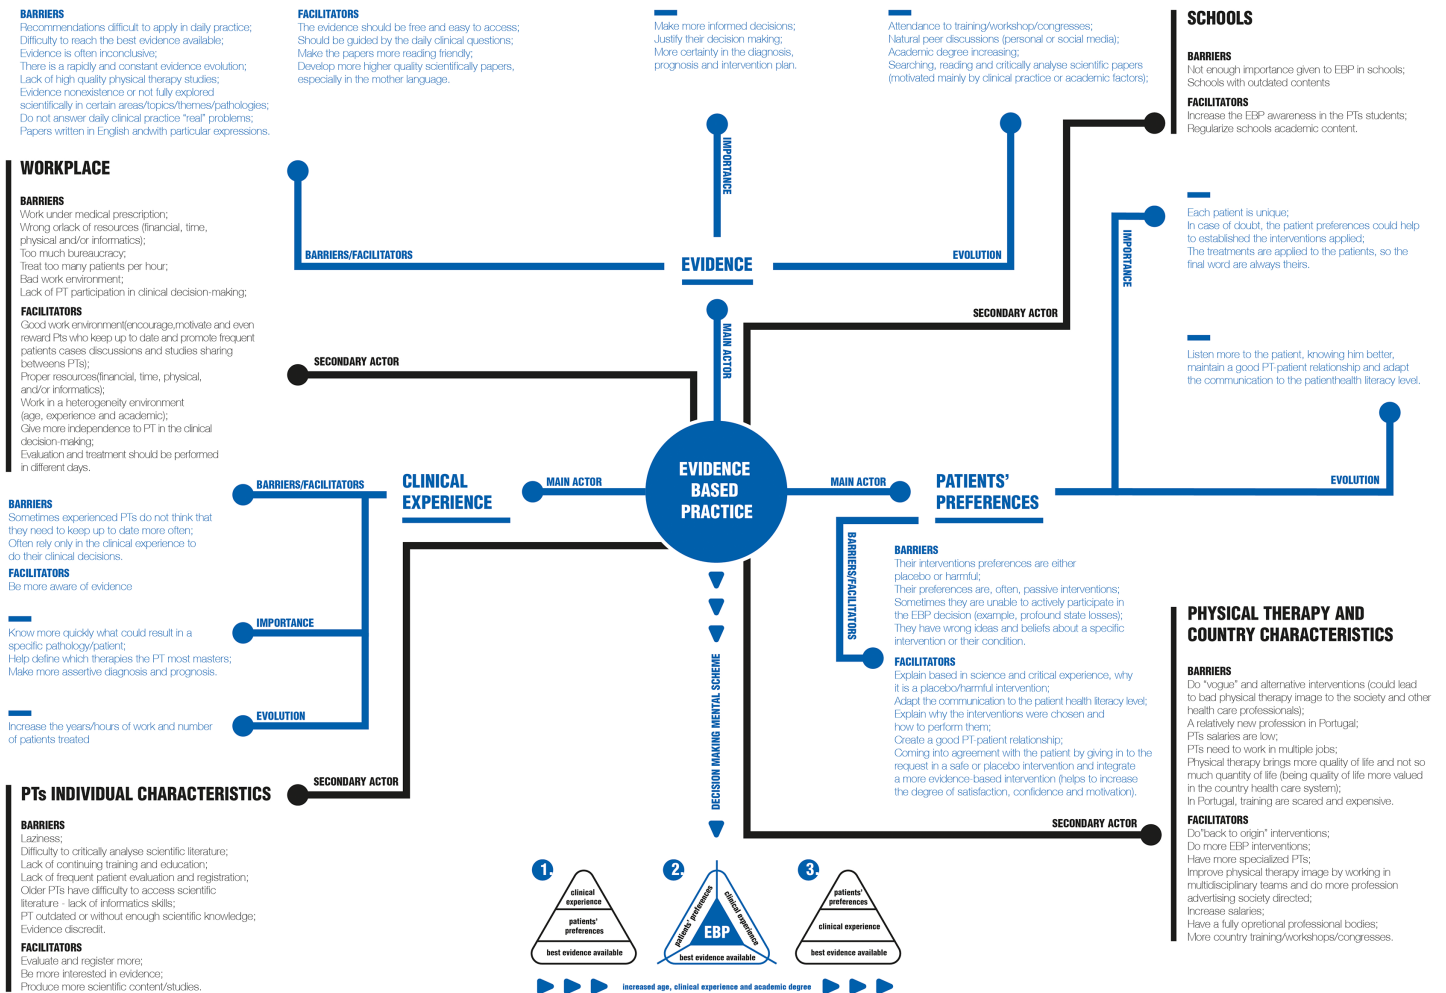 BARRIERS
Recommendations difficult to apply in daily practice;
Difficulty to reach the best evidence available;
Evidence is often inconclusive;
There is a rapidly and constant evidence evolution;
Lack of high quality physical therapy studies;
Evidence nonexistence or not fully explored
scientifically in certain areas/topics/themes/pathologies;
Do not answer daily clinical practice "real" problems;
Papers written in English andwith particular expressions.
FACILITATORS
The evidence should be free and easy to access;
Should be guided by the daily clinical questions;
Make the papers more reading friendly;
Develop more higher quality scientifically papers,
especially in the mother language.
Make more informed decisions;
Justify their decision making;
More certainty in the diagnosis,
prognosis and intervention plan.
Attendance to training/workshop/congresses;
Natural peer discussions (personal or social media);
Academic degree increasing;
Searching, reading and critically analyse scientific papers
(motivated mainly by clinical practice or academic factors);
SCHOOLS
BARRIERS
Not enough importance given to EBP in schools;
Schools with outdated contents
FACILITATORS
Increase the EBP awareness in the PTs students;
Regularize schools academic content.
WORKPLACE
BARRIERS
Work under medical prescription;
Wrong orlack of resources (financial, time,
physical and/or informatics);
Too much bureaucracy;
Treat too many patients per hour;
Bad work environment;
Lack of PT participation in clinical decision-making;
FACILITATORS
Good work environment(encourage,motivate and even
reward Pts who keep up to date and promote frequent
patients cases discussions and studies sharing
betweens PTs);
Proper resources(financial, time, physical,
and/or informatics);
Work in a heterogeneity environment
(age, experience and academic);
Give more independence to PT in the clinical
decision-making;
Evaluation and treatment should be performed
in different days.
BARRIERS/FACILITATORS
IMPORTANCE
EVIDENCE
EVOLUTION
MAIN ACTOR
SECONDARY ACTOR
SECONDARY ACTOR
IMPORTANCE
Each patient is unique;
In case of doubt, the patient preferences could help
to established the interventions applied;
The treatments are applied to the patients, so the
final word are always theirs.
Listen more to the patient, knowing him better,
maintain a good PT-patient relationship and adapt
the communication to the patienthealth literacy level.
EVOLUTION
EVIDENCE
BASED
PRACTICE
MAIN ACTOR
CLINICAL
EXPERIENCE
BARRIERS/FACILITATORS
BARRIERS
Sometimes experienced PTs do not think that
they need to keep up to date more often;
Often rely only in the clinical experience to
do their clinical decisions.
FACILITATORS
Be more aware of evidence
IMPORTANCE
Know more quickly what could result in a
specific pathology/patient;
Help define which therapies the PT most masters;
Make more assertive diagnosis and prognosis.
EVOLUTION
Increase the years/hours of work and number
of patients treated
MAIN ACTOR
PATIENTS'
PREFERENCES
BARRIERS/FACILITATORS
BARRIERS
Their interventions preferences are either
placebo or harmful;
Their preferences are, often, passive interventions;
Sometimes they are unable to actively participate in
the EBP decision (example, profound state losses);
They have wrong ideas and beliefs about a specific
intervention or their condition.
FACILITATORS
Explain based in science and critical experience, why
it is a placebo/harmful intervention;
Adapt the communication to the patient health literacy level;
Explain why the interventions were chosen and
how to perform them;
Create a good PT-patient relationship;
Coming into agreement with the patient by giving in to the
request in a safe or placebo intervention and integrate
a more evidence-based intervention (helps to increase
the degree of satisfaction, confidence and motivation).
SECONDARY ACTOR
PTs INDIVIDUAL CHARACTERISTICS
BARRIERS
Laziness;
Difficulty to critically analyse scientific literature;
Lack of continuing training and education;
Lack of frequent patient evaluation and registration;
Older PTs have difficulty to access scientific
literature - lack of informatics skills;
PT outdated or without enough scientific knowledge;
Evidence discredit.
FACILITATORS
Evaluate and register more;
Be more interested in evidence;
Produce more scientific content/studies.
SECONDARY ACTOR
PHYSICAL THERAPY AND
COUNTRY CHARACTERISTICS
BARRIERS
Do "vogue" and alternative interventions (could lead
to bad physical therapy image to the society and other
health care professionals);
A relatively new profession in Portugal;
PTs salaries are low;
PTs need to work in multiple jobs;
Physical therapy brings more quality of life and not so
much quantity of life (being quality of life more valued
in the country health care system);
In Portugal, training are scared and expensive.
FACILITATORS
Do"back to origin" interventions;
Do more EBP interventions;
Have more specialized PTs;
Improve physical therapy image by working in
multidisciplinary teams and do more profession
advertising society directed;
Increase salaries;
Have a fully opretional professional bodies;
More country training/workshops/congresses.
DECISION MAKING MENTAL SCHEME
1.
clinical
experience
patients'
preferences
best evidence available
2.
patients' preferences
clinical experience
EBP
best evidence available
3.
patients'
preferences
clinical experience
best evidence available
increased age, clinical experience and academic degree